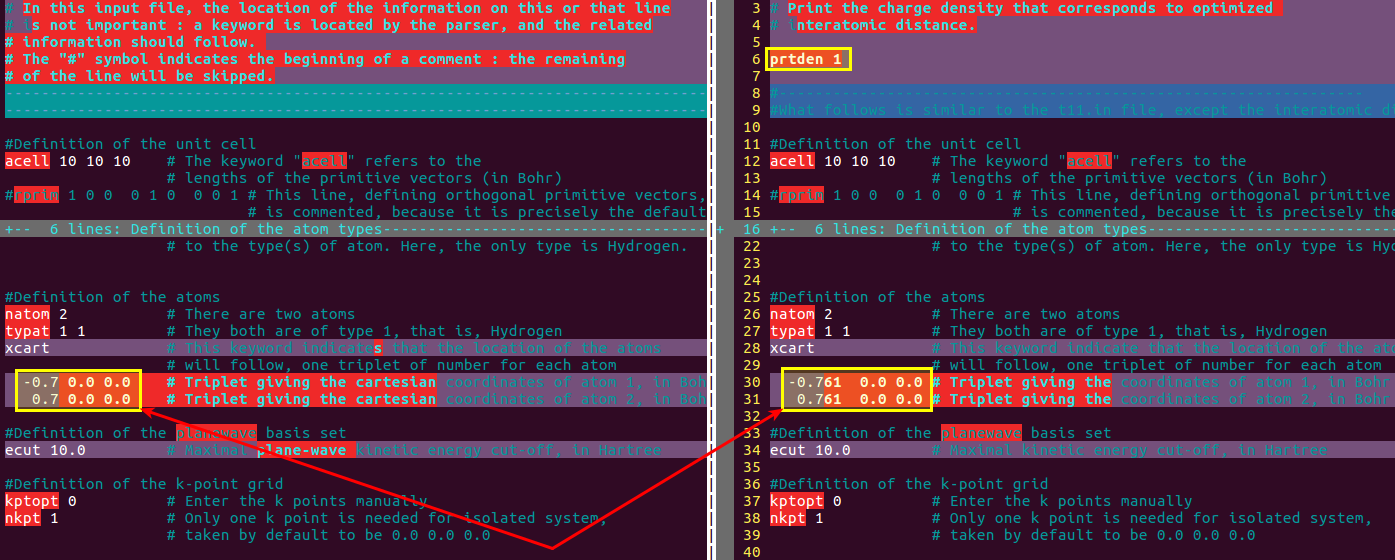 # In this input file, the location of the information on this or that line
# is not important : a keyword is located by the parser, and the related
# information should follow.
# The "#" symbol indicates the beginning of a comment : the remaining
# of the line will be skipped.
#Definition of the unit cell
acell 10 10 10    # The keyword "acell" refers to the
                  # lengths of the primitive vectors (in Bohr)
#rprim 1 0 0  0 1 0  0 0 1 # This line, defining orthogonal primitive vectors,
                           # is commented, because it is precisely the default
+--  6 lines: Definition of the atom types------------------------------------
                  # to the type(s) of atom. Here, the only type is Hydrogen.
#Definition of the atoms
natom 2           # There are two atoms
typat 1 1         # They both are of type 1, that is, Hydrogen
xcart             # This keyword indicates that the location of the atoms
                  # will follow, one triplet of number for each atom
  -0.7 0.0 0.0    # Triplet giving the cartesian coordinates of atom 1, in Boh
   0.7 0.0 0.0    # Triplet giving the cartesian coordinates of atom 2, in Boh
#Definition of the planewave basis set
ecut 10.0         # Maximal plane-wave kinetic energy cut-off, in Hartree
#Definition of the k-point grid
kptopt 0          # Enter the k points manually
nkpt 1            # Only one k point is needed for isolated system,
                  # taken by default to be 0.0 0.0 0.0
3 # Print the charge density that corresponds to optimized
4 # interatomic distance.
5
6 prtden 1
7
8 #
9 #What follows is similar to the t11.in file, except the interatomic di
10
11 #Definition of the unit cell
12 acell 10 10 10    # The keyword "acell" refers to the
13                   # lengths of the primitive vectors (in Bohr)
14 #rprim 1 0 0  0 1 0  0 0 1 # This line, defining orthogonal primitive
15                            # is commented, because it is precisely the
+ 16 +--  6 lines: Definition of the atom types---------------------------
22                   # to the type(s) of atom. Here, the only type is Hyd
23
24
25 #Definition of the atoms
26 natom 2           # There are two atoms
27 typat 1 1         # They both are of type 1, that is, Hydrogen
28 xcart             # This keyword indicate that the location of the ato
29                   # will follow, one triplet of number for each atom
30   -0.761  0.0 0.0 # Triplet giving the coordinates of atom 1, in Bohr
31    0.761  0.0 0.0 # Triplet giving the coordinates of atom 2, in Bohr
32
33 #Definition of the planewave basis set
34 ecut 10.0         # Maximal kinetic energy cut-off, in Hartree
35
36 #Definition of the k-point grid
37 kptopt 0          # Enter the k points manually
38 nkpt 1            # Only one k point is needed for isolated system,
39                   # taken by default to be 0.0 0.0 0.0
40